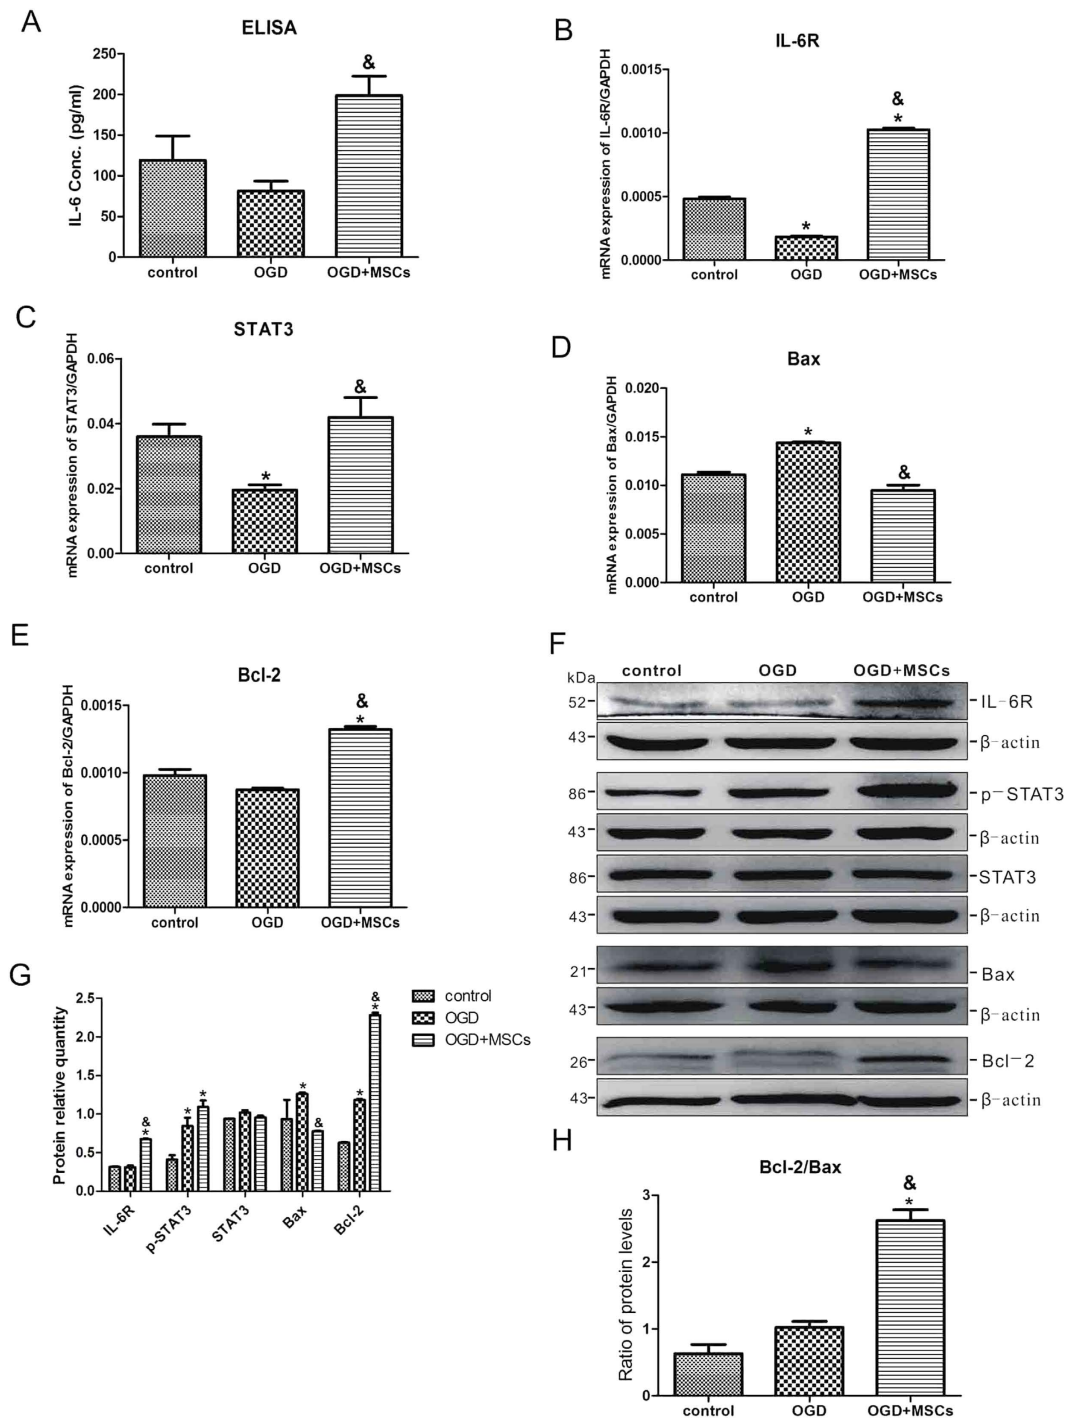 A
ELISA
IL-6 Conc. (pg/ml)
250
200
150
100
50
0
&
control OGD OGD+MSCs
B
IL-6R
mRNA expression of IL-6R/GAPDH
0.0015
0.0010
0.0005
0.0000
*
&
*
control OGD OGD+MSCs
C
STAT3
mRNA expression of STAT3/GAPDH
0.06
0.04
0.02
0.00
*
&
control OGD OGD+MSCs
D
Bax
mRNA expression of Bax/GAPDH
0.020
0.015
0.010
0.005
0.000
*
&
control OGD OGD+MSCs
E
Bcl-2
mRNA expression of Bcl-2/GAPDH
0.0015
0.0010
0.0005
0.0000
&
*
control OGD OGD+MSCs
F
control OGD OGD+MSCs
kDa
52 IL-6R
43 β-actin
86 p-STAT3
43 β-actin
86 STAT3
43 β-actin
21 Bax
43 β-actin
26 Bcl-2
43 β-actin
G
Protein relative quantity
2.5
2.0
1.5
1.0
0.5
0.0
&
*
*
*
*
&
*
&
*
IL-6R p-STAT3 STAT3 Bax Bcl-2
control
OGD
OGD+MSCs
H
Bcl-2/Bax
Ratio of protein levels
3
2
1
0
&
*
control OGD OGD+MSCs